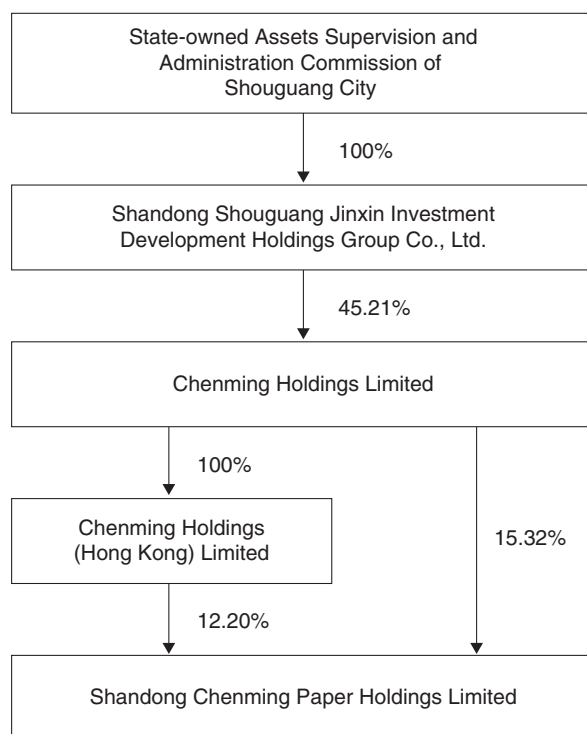 State-owned Assets Supervision and
Administration Commission of
Shouguang City
100%
Shandong Shouguang Jinxin Investment
Development Holdings Group Co., Ltd.
45.21%
Chenming Holdings Limited
100%
Chenming Holdings
(Hong Kong) Limited
15.32%
12.20%
Shandong Chenming Paper Holdings Limited